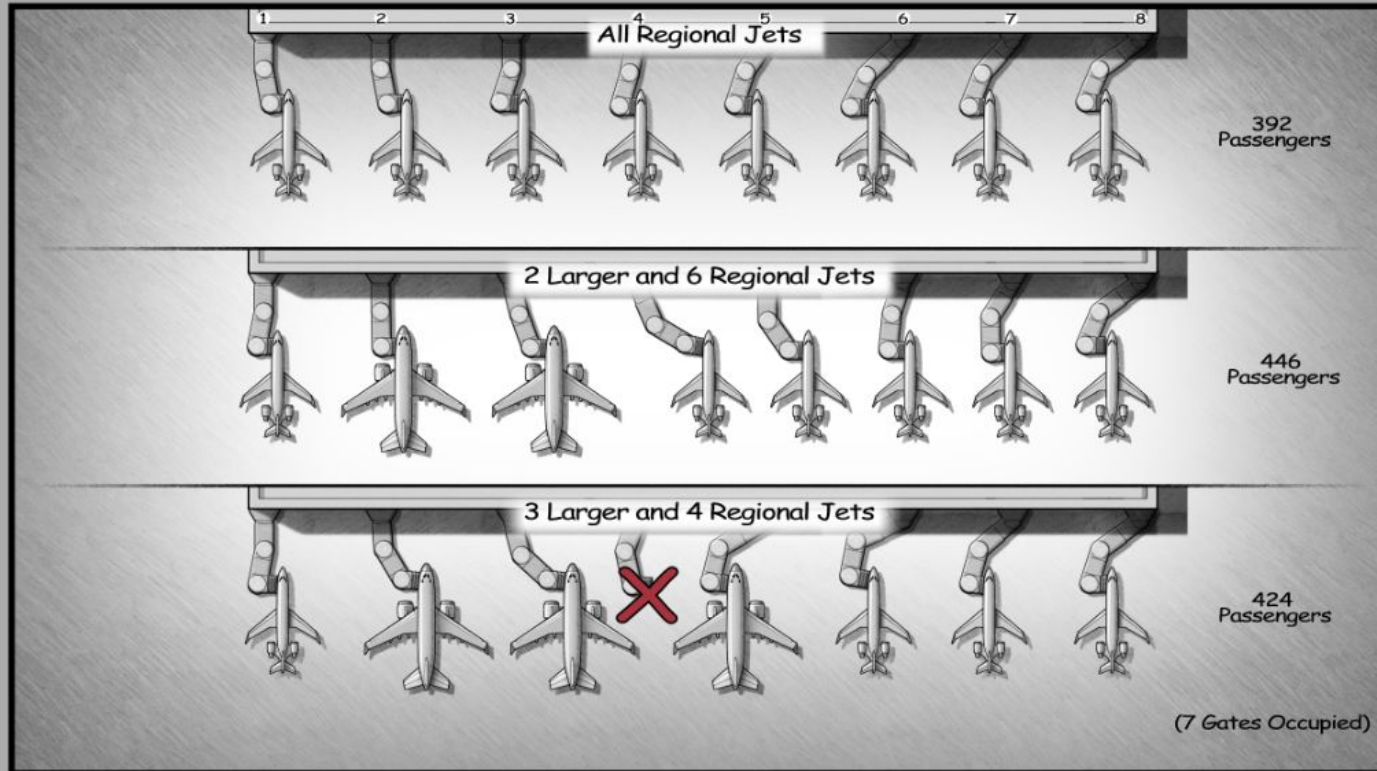 1 2 3 4 5 6 7 8
All Regional Jets
392
Passengers
2 Larger and 6 Regional Jets
446
Passengers
3 Larger and 4 Regional Jets
424
Passengers
(7 Gates Occupied)